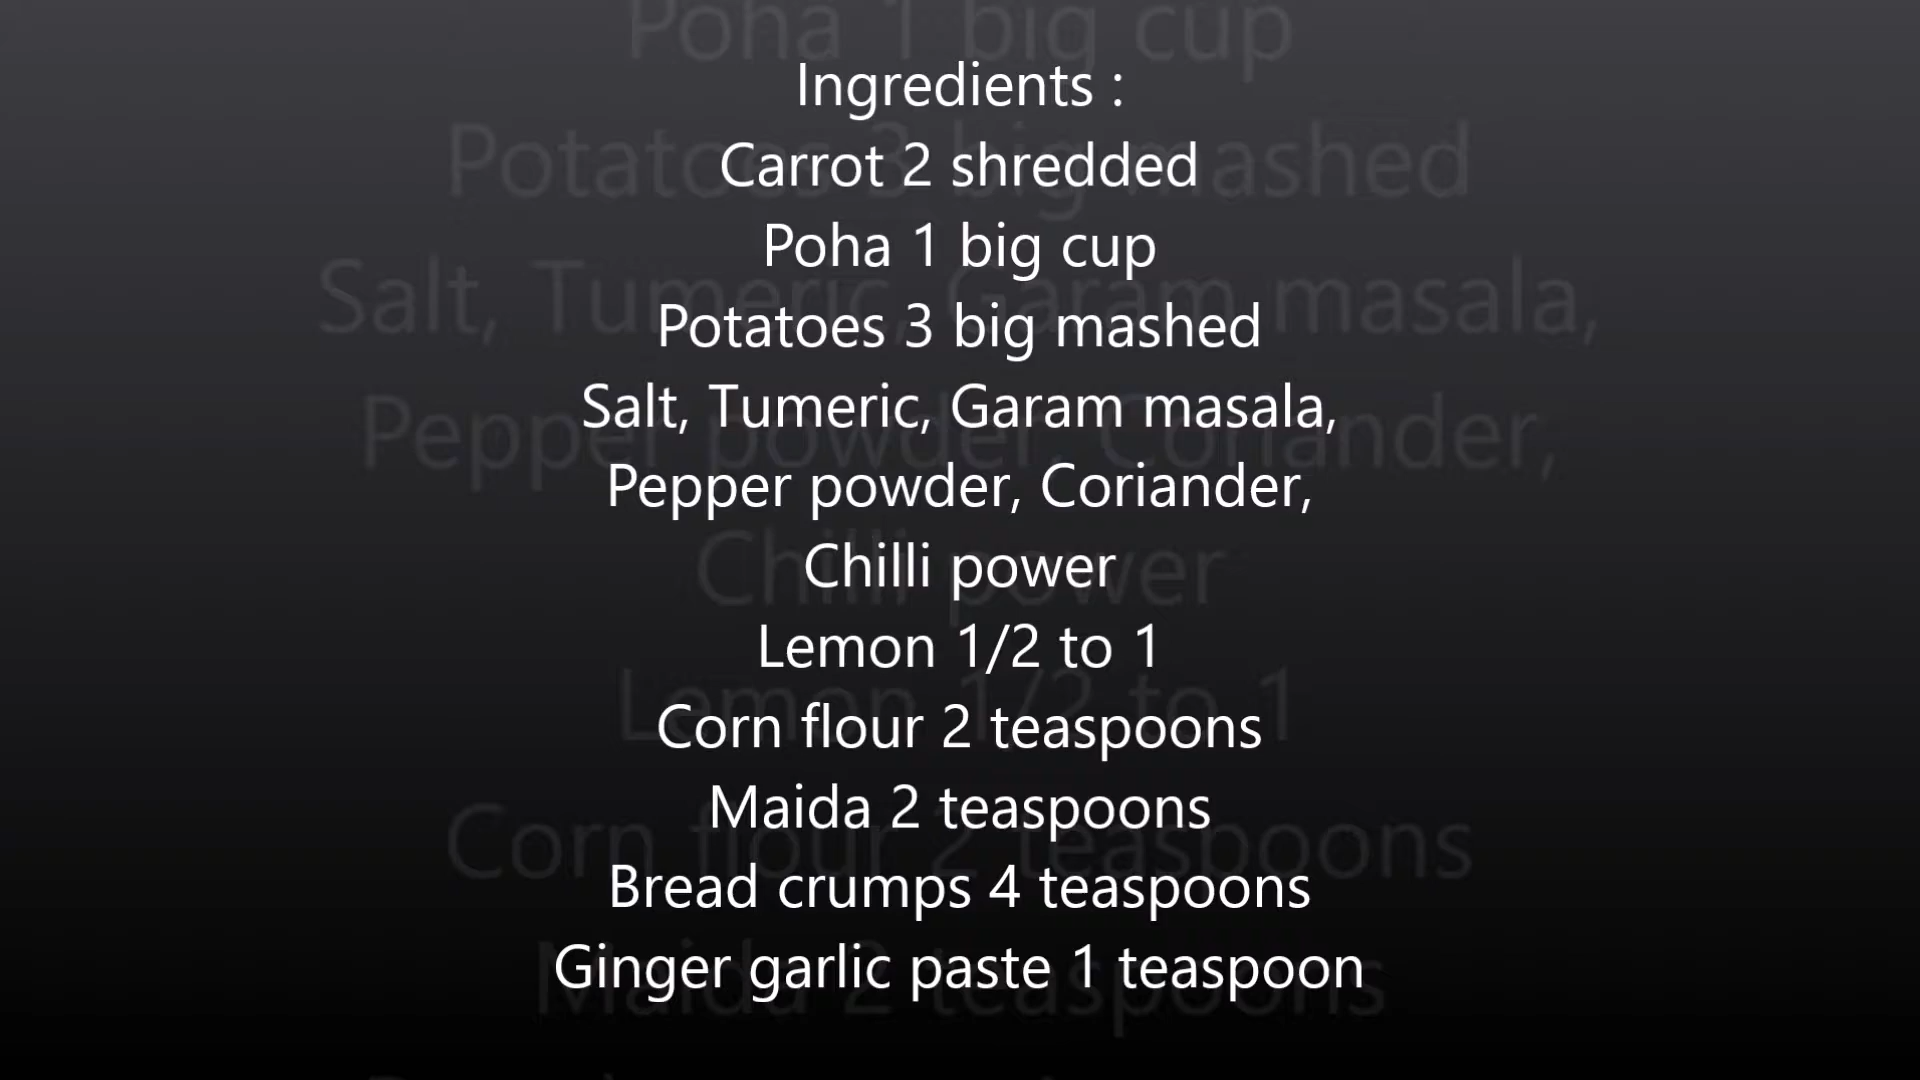 Ingredients :
Carrot 2 shredded
Poha 1 big cup
Potatoes 3 big mashed
Salt, Tumeric, Garam masala,
Pepper powder, Coriander,
Chilli power
Lemon 1/2 to 1
Corn flour 2 teaspoons
Maida 2 teaspoons
Bread crumps 4 teaspoons
Ginger garlic paste 1 teaspoon